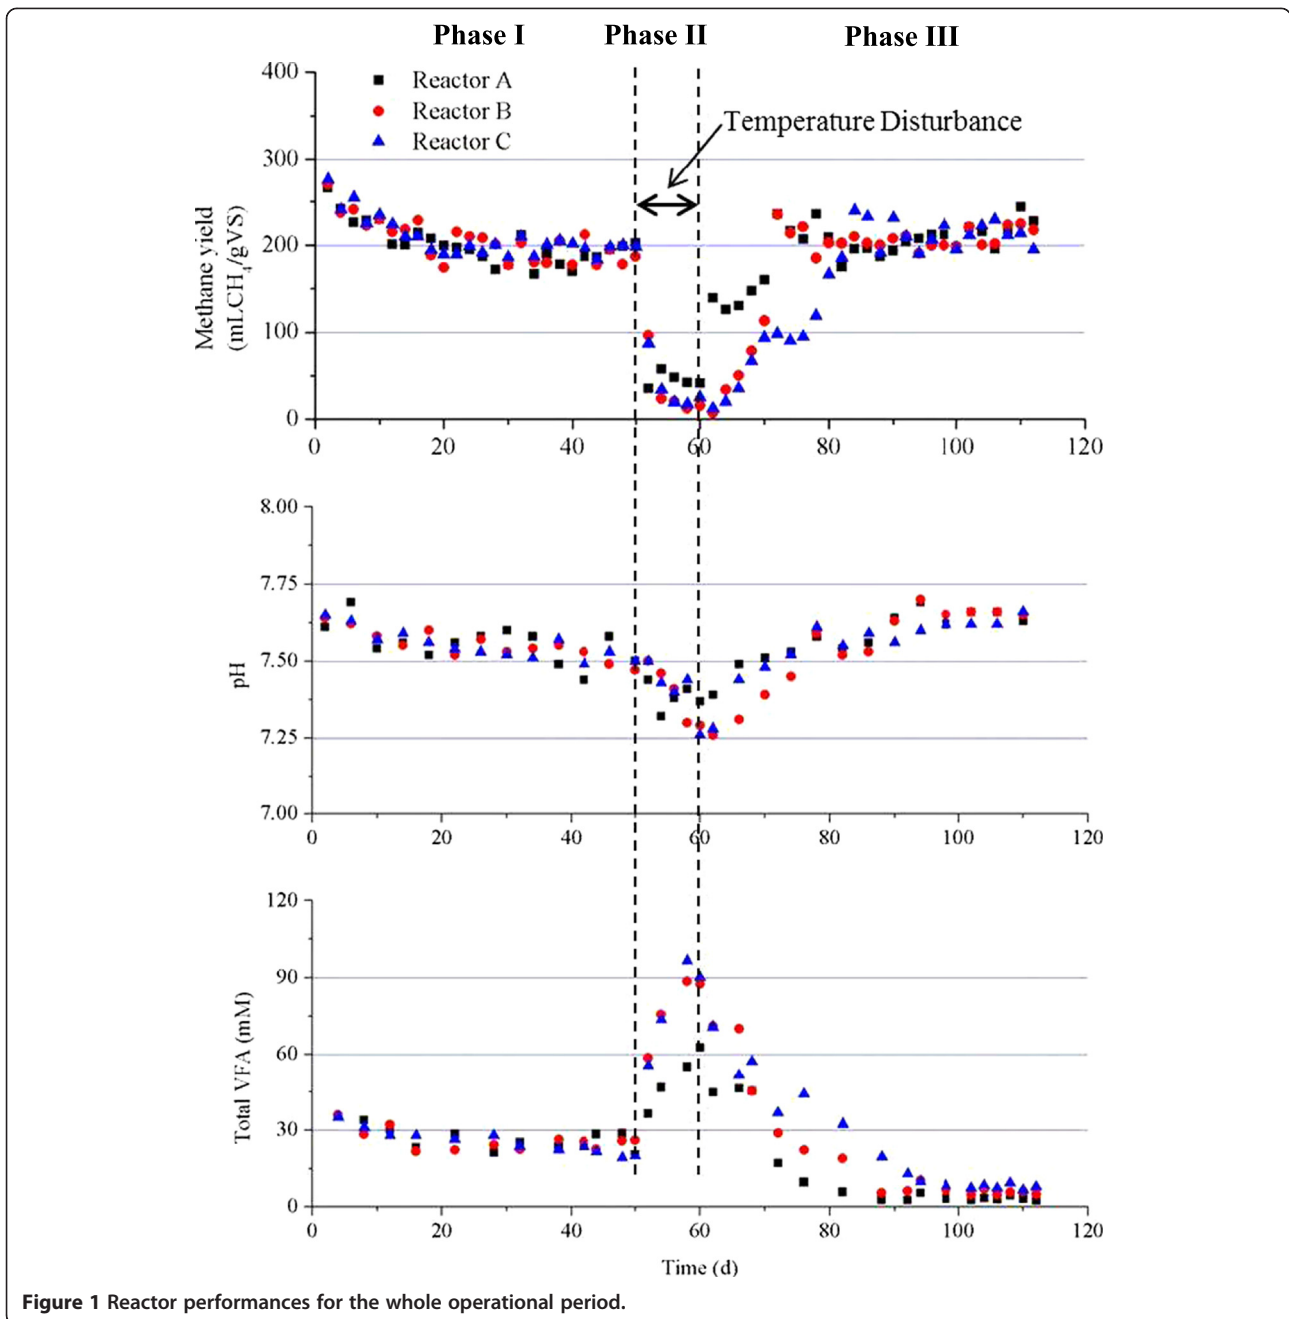 Phase I Phase II Phase III
400
Reactor A
Reactor B
Reactor C
Temperature Disturbance
300
200
100
0
Methane yield
(mLCH4/gVS)
0 20 40 60 80 100 120
8.00
7.75
7.50
7.25
7.00
pH
0 20 40 60 80 100 120
120
90
60
30
0
Total VFA (mM)
0 20 40 60 80 100 120
Time (d)
Figure 1 Reactor performances for the whole operational period.